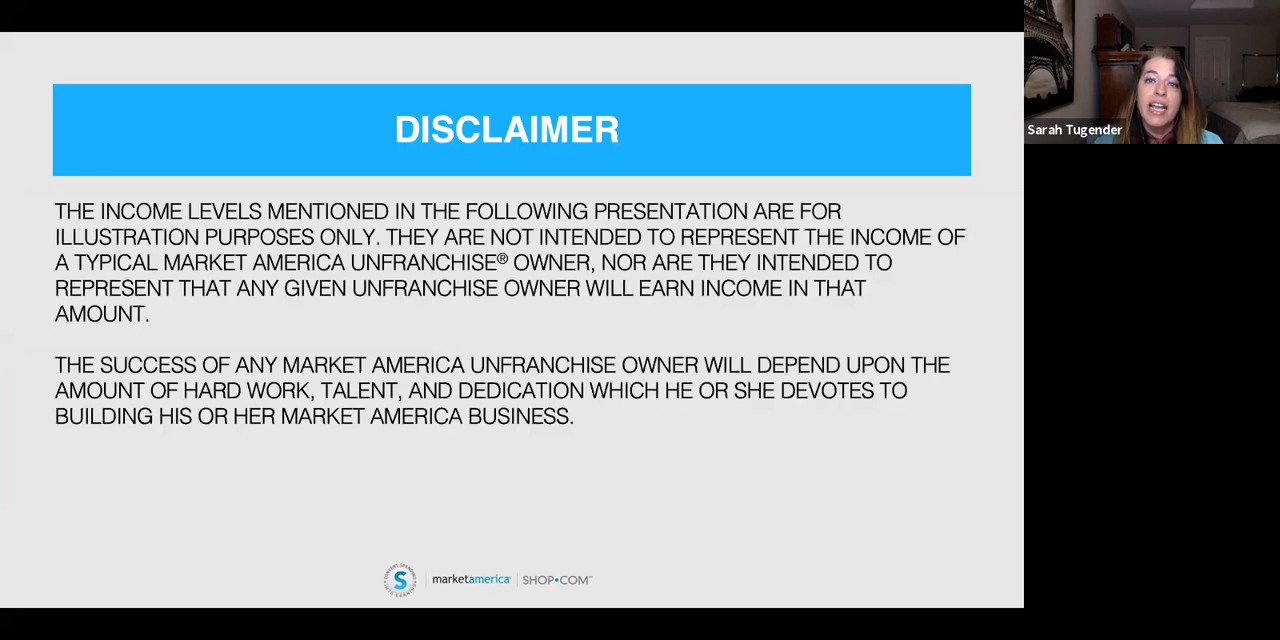 DISCLAIMER
THE INCOME LEVELS MENTIONED IN THE FOLLOWING PRESENTATION ARE FOR
ILLUSTRATION PURPOSES ONLY. THEY ARE NOT INTENDED TO REPRESENT THE INCOME OF
A TYPICAL MARKET AMERICA UNFRANCHISE® OWNER, NOR ARE THEY INTENDED TO
REPRESENT THAT ANY GIVEN UNFRANCHISE OWNER WILL EARN INCOME IN THAT
AMOUNT.
THE SUCCESS OF ANY MARKET AMERICA UNFRANCHISE OWNER WILL DEPEND UPON THE
AMOUNT OF HARD WORK, TALENT, AND DEDICATION WHICH HE OR SHE DEVOTES TO
BUILDING HIS OR HER MARKET AMERICA BUSINESS.
CONVERT SPENDING INTO EARNING
S
marketamerica
SHOP•COM
Sarah Tugender